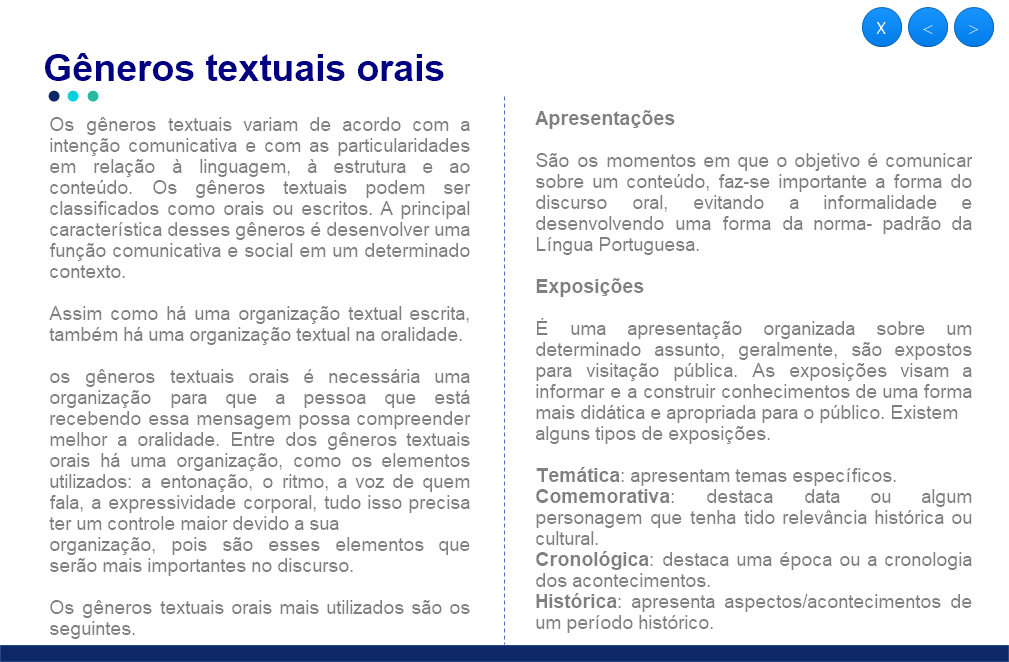 X < >
Gêneros textuais orais
Os gêneros textuais variam de acordo com a
intenção comunicativa e com as particularidades
em relação à linguagem, à estrutura e ao
conteúdo. Os gêneros textuais podem ser
classificados como orais ou escritos. A principal
característica desses gêneros é desenvolver uma
função comunicativa e social em um determinado
contexto.
Assim como há uma organização textual escrita,
também há uma organização textual na oralidade.
os gêneros textuais orais é necessária uma
organização para que a pessoa que está
recebendo essa mensagem possa compreender
melhor a oralidade. Entre dos gêneros textuais
orais há uma organização, como os elementos
utilizados: a entonação, o ritmo, a voz de quem
fala, a expressividade corporal, tudo isso precisa
ter um controle maior devido a sua
organização, pois são esses elementos que
serão mais importantes no discurso.
Os gêneros textuais orais mais utilizados são os
seguintes.
Apresentações
São os momentos em que o objetivo é comunicar
sobre um conteúdo, faz-se importante a forma do
discurso oral, evitando a informalidade e
desenvolvendo uma forma da norma- padrão da
Língua Portuguesa.
Exposições
É uma apresentação organizada sobre um
determinado assunto, geralmente, são expostos
para visitação pública. As exposições visam a
informar e a construir conhecimentos de uma forma
mais didática e apropriada para o público. Existem
alguns tipos de exposições.
Temática: apresentam temas específicos.
Comemorativa: destaca data ou algum
personagem que tenha tido relevância histórica ou
cultural.
Cronológica: destaca uma época ou a cronologia
dos acontecimentos.
Histórica: apresenta aspectos/acontecimentos de
um período histórico.